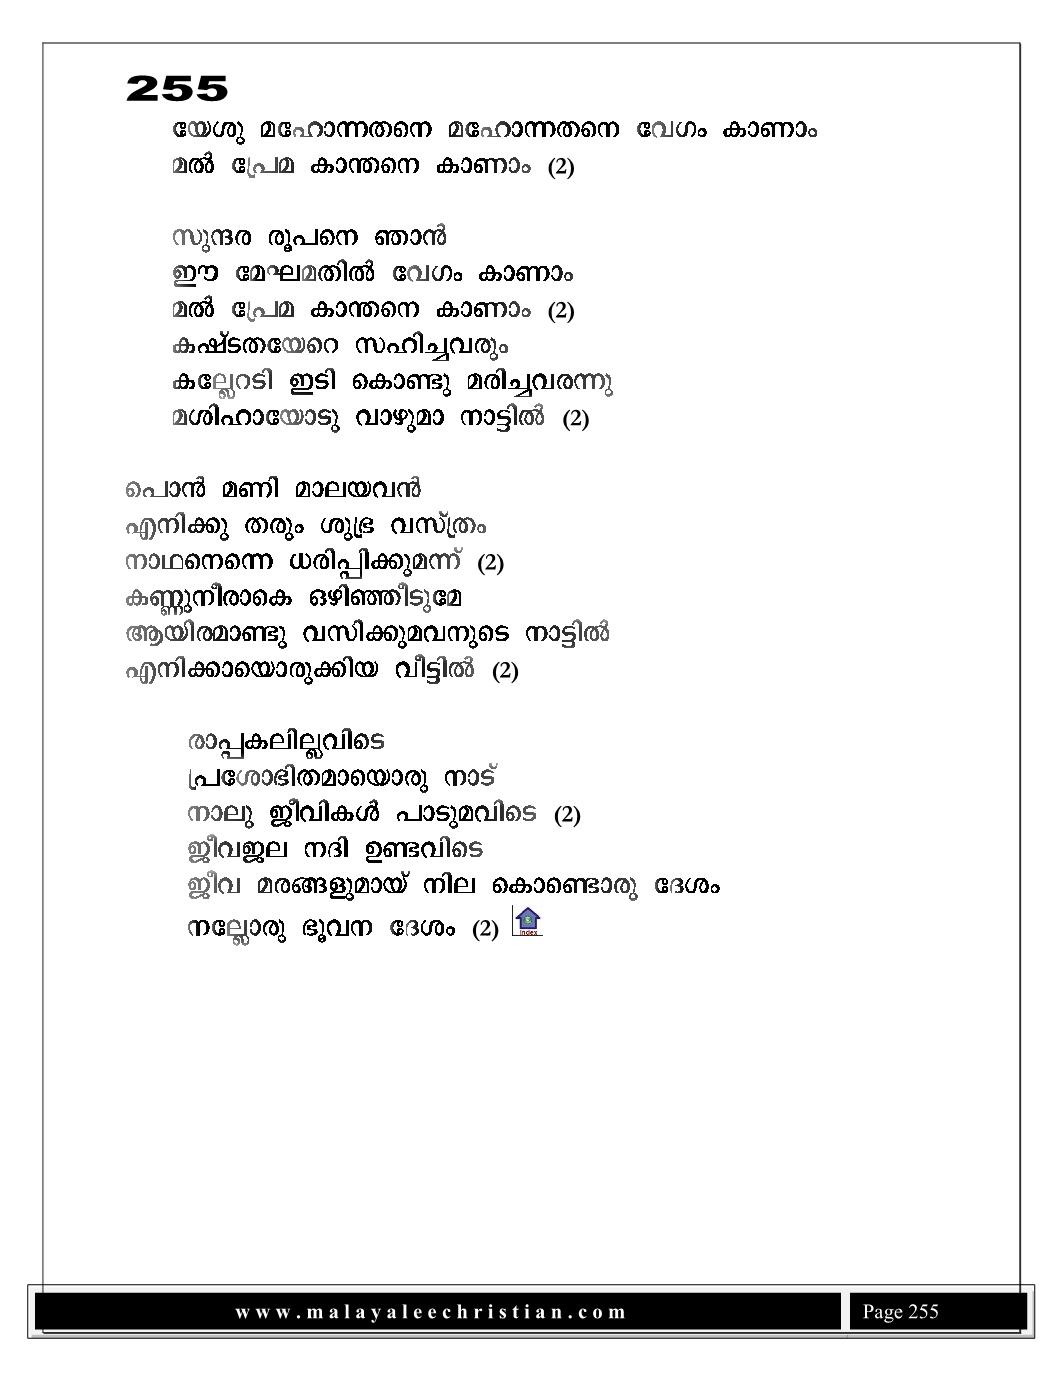 255
യേശു മഹോന്നതനെ മഹോന്നതനെ വേഗം കാണാം
മൽ പ്രേമ കാന്തനെ കാണാം (2)
സുന്ദര രൂപനെ ഞാൻ
ഈ മേഘമതിൽ വേഗം കാണാം
മൽ പ്രേമ കാന്തനെ കാണാം (2)
കഷ്ടതയേറെ സഹിച്ചവരും
കല്ലേറടി ഇടി കൊണ്ടു മരിച്ചവരന്നു
മശിഹായോടു വാഴുമാ നാട്ടിൽ (2)
പൊൻ മണി മാലയവൻ
എനിക്കു തരും ശുഭ്ര വസ്ത്രം
നാഥനെന്നെ ധരിപ്പിക്കുമന്ന് (2)
കണ്ണുനീരാകെ ഒഴിഞ്ഞീടുമേ
ആയിരമാണ്ടു വസിക്കുമവനുടെ നാട്ടിൽ
എനിക്കായൊരുക്കിയ വീട്ടിൽ (2)
രാപ്പകലില്ലവിടെ
പ്രശോഭിതമായൊരു നാട്
നാലു ജീവികൾ പാടുമവിടെ (2)
ജീവജല നദി ഉണ്ടവിടെ
ജീവ മരങ്ങളുമായ് നില കൊണ്ടൊരു ദേശം
നല്ലോരു ഭൂവന ദേശം (2) Index
www.malayaleechristian.com Page 255